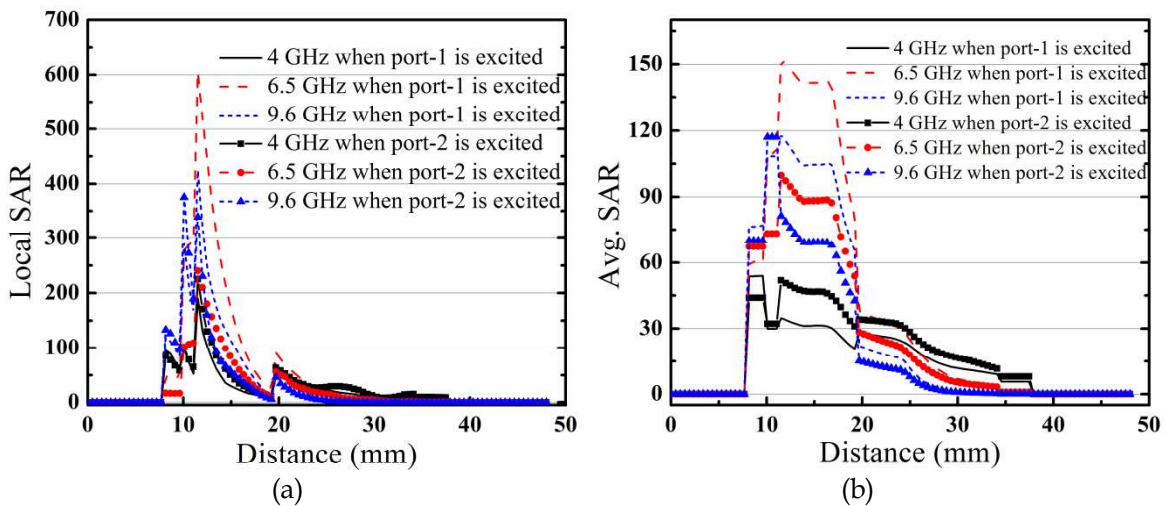 700
600
500
400
300
200
100
0
Local SAR
4 GHz when port-1 is excited
6.5 GHz when port-1 is excited
9.6 GHz when port-1 is excited
4 GHz when port-2 is excited
6.5 GHz when port-2 is excited
9.6 GHz when port-2 is excited
0 10 20 30 40 50
Distance (mm)
(a)
150
120
90
60
30
0
Avg. SAR
4 GHz when port-1 is excited
6.5 GHz when port-1 is excited
9.6 GHz when port-1 is excited
4 GHz when port-2 is excited
6.5 GHz when port-2 is excited
9.6 GHz when port-2 is excited
0 10 20 30 40 50
Distance (mm)
(b)